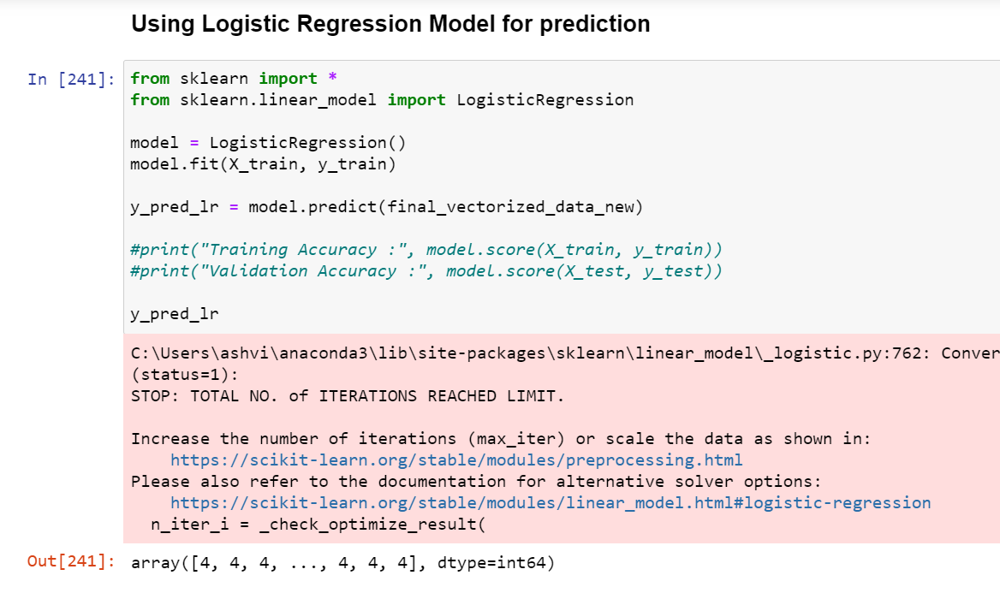 Using Logistic Regression Model for prediction
In [241]:
from sklearn import *
from sklearn.linear_model import LogisticRegression
model = LogisticRegression()
model.fit(X_train, y_train)
y_pred_lr = model.predict(final_vectorized_data_new)
#print("Training Accuracy :", model.score(X_train, y_train))
#print("Validation Accuracy :", model.score(X_test, y_test))
y_pred_lr
C:\Users\ashvi\anaconda3\lib\site-packages\sklearn\linear_model\_logistic.py:762: Conver
(status=1):
STOP: TOTAL NO. of ITERATIONS REACHED LIMIT.
Increase the number of iterations (max_iter) or scale the data as shown in:
https://scikit-learn.org/stable/modules/preprocessing.html
Please also refer to the documentation for alternative solver options:
https://scikit-learn.org/stable/modules/linear_model.html#logistic-regression
n_iter_i = _check_optimize_result(
Out[241]: array([4, 4, 4, ..., 4, 4, 4], dtype=int64)